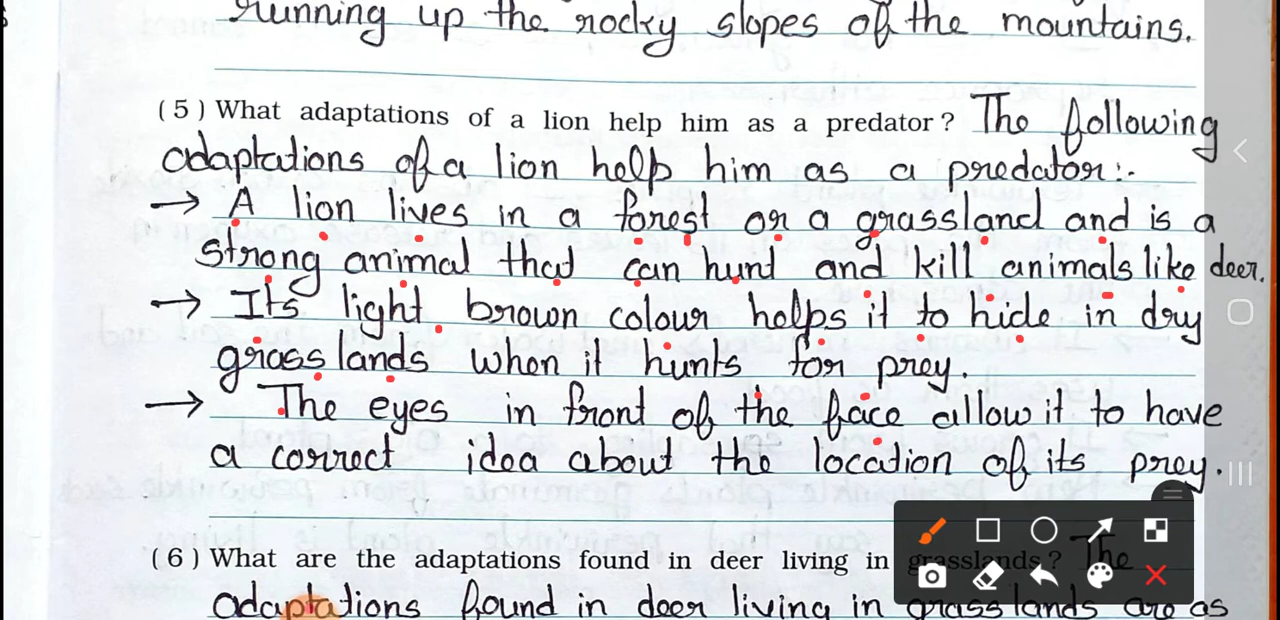 running up the rocky slopes of the mountains.
(5) What adaptations of a lion help him as a predator? The following
adaptations of a lion help him as a predator:-
→ A lion lives in a forest or a grassland and is a
strong animal that can hunt and kill animals like deer.
→ Its light brown colour helps it to hide in dry
grasslands when it hunts for prey.
→ The eyes in front of the face allow it to have
a correct idea about the location of its prey.
(6) What are the adaptations found in deer living in grasslands? The
adaptations found in deer living in grasslands are as